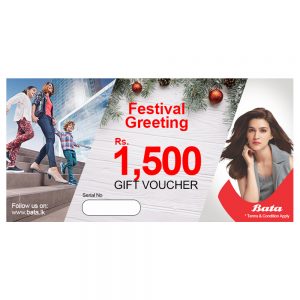 Festival
Greeting
Rs.
1,500
GIFT VOUCHER
Serial No
Follow us on:
www.bata.lk
Bata
* Terms & Condition Apply